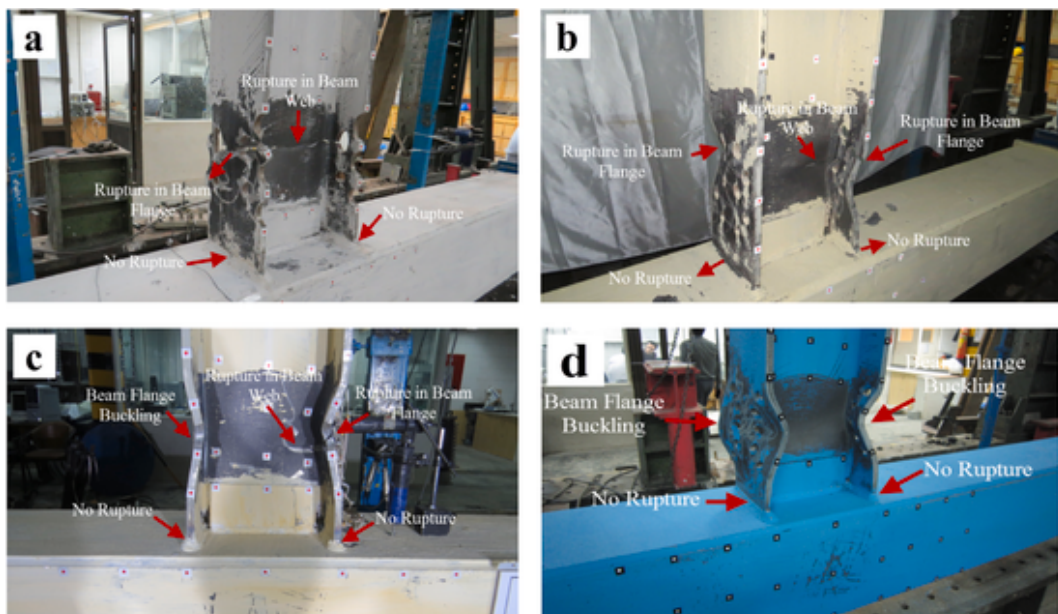 a
Rupture in Beam
Web
Rupture in Beam
Flange
No Rupture
No Rupture
b
Rupture in Beam
Web
Rupture in Beam
Flange
Rupture in Beam
Flange
No Rupture
No Rupture
c
Rupture in Beam
Web
Beam Flange
Buckling
Rupture in Beam
Flange
No Rupture
No Rupture
d
Beam Flange
Buckling
Beam Flange
Buckling
No Rupture
No Rupture